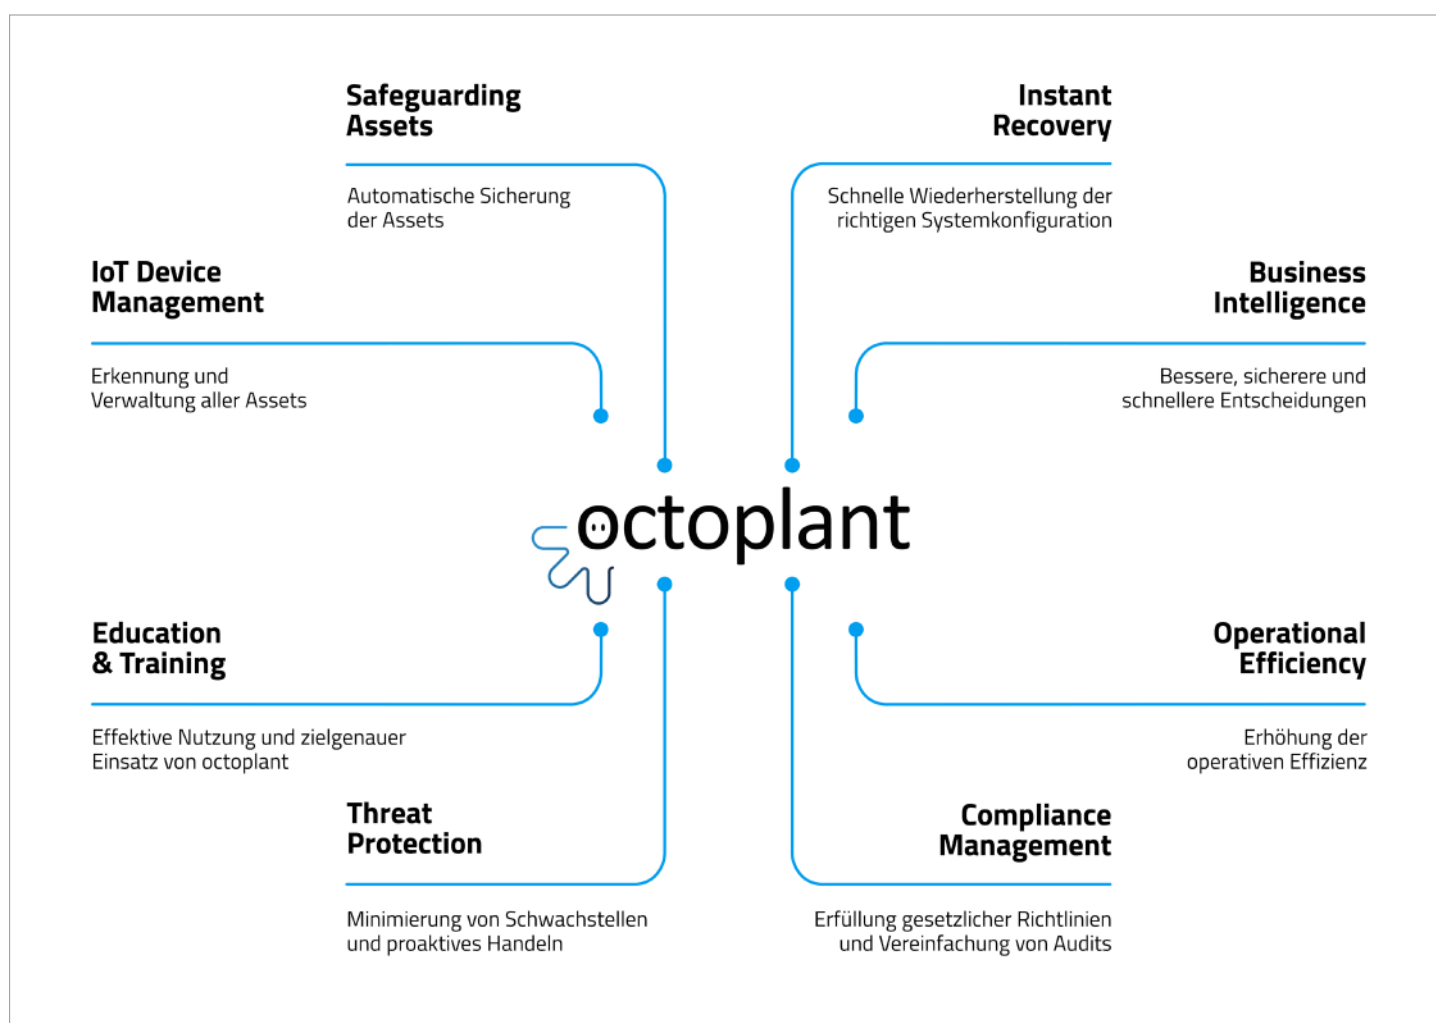 Safeguarding
Assets
Automatische Sicherung
der Assets
Instant
Recovery
Schnelle Wiederherstellung der
richtigen Systemkonfiguration
IoT Device
Management
Erkennung und
Verwaltung aller Assets
Business
Intelligence
Bessere, sicherere und
schnellere Entscheidungen
octoplant
Education
& Training
Effektive Nutzung und zielgenauer
Einsatz von octoplant
Operational
Efficiency
Erhöhung der
operativen Effizienz
Threat
Protection
Minimierung von Schwachstellen
und proaktives Handeln
Compliance
Management
Erfüllung gesetzlicher Richtlinien
und Vereinfachung von Audits